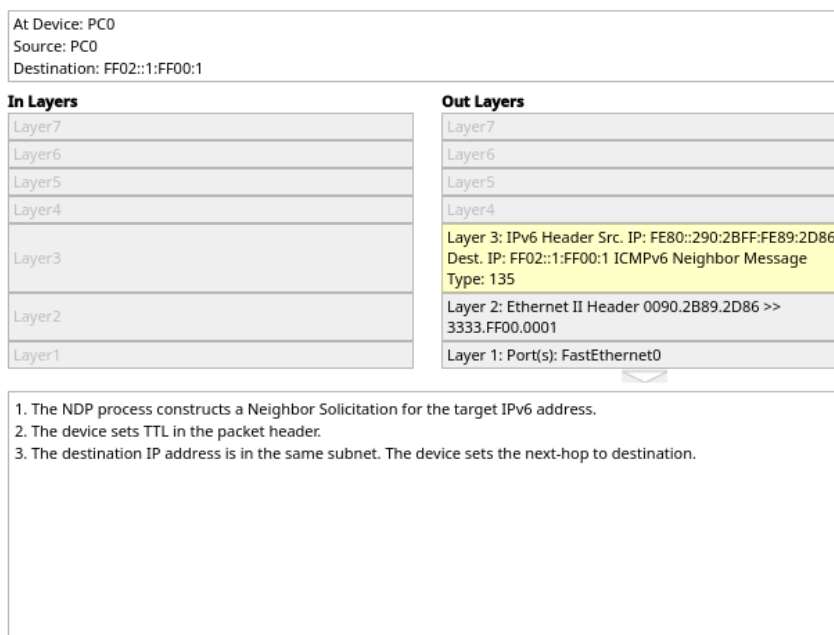 At Device: PC0
Source: PC0
Destination: FF02::1:FF00:1
In Layers
Layer7
Layer6
Layer5
Layer4
Layer3
Layer2
Layer1
Out Layers
Layer7
Layer6
Layer5
Layer4
Layer 3: IPv6 Header Src. IP: FE80::290:2BFF:FE89:2D86
Dest. IP: FF02::1:FF00:1 ICMPv6 Neighbor Message
Type: 135
Layer 2: Ethernet II Header 0090.2B89.2D86 >>
3333.FF00.0001
Layer 1: Port(s): FastEthernet0
1. The NDP process constructs a Neighbor Solicitation for the target IPv6 address.
2. The device sets TTL in the packet header.
3. The destination IP address is in the same subnet. The device sets the next-hop to destination.